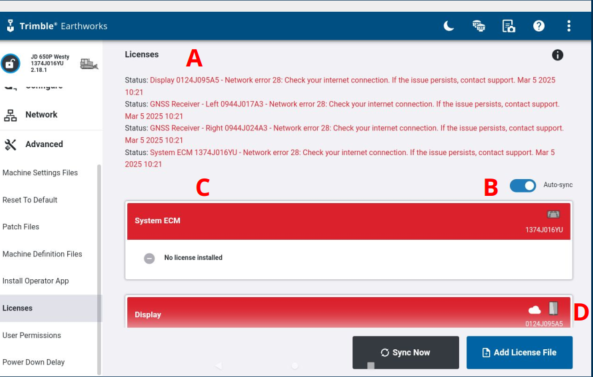 Trimble® Earthworks
JD 650P Westy
1374J016YU
2.18.1
Configure
Network
Advanced
Machine Settings Files
Reset To Default
Patch Files
Machine Definition Files
Install Operator App
Licenses
User Permissions
Power Down Delay
Licenses
A
Status: Display 0124J095A5 - Network error 28: Check your internet connection. If the issue persists, contact support. Mar 5 2025
10:21
Status: GNSS Receiver - Left 0944J017A3 - Network error 28: Check your internet connection. If the issue persists, contact support.
Mar 5 2025 10:21
Status: GNSS Receiver - Right 0944J024A3 - Network error 28: Check your internet connection. If the issue persists, contact support.
Mar 5 2025 10:21
Status: System ECM 1374J016YU - Network error 28: Check your internet connection. If the issue persists, contact support. Mar 5
2025 10:21
C
B
Auto-sync
System ECM
1374J016YU
No license installed
Display
0124J095A5
D
Sync Now
Add License File